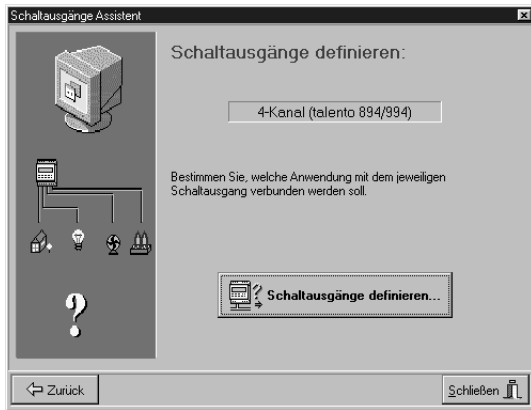 Schaltausgänge Assistent
Schaltausgänge definieren:
4-Kanal (talento 894/994)
Bestimmen Sie, welche Anwendung mit dem jeweiligen
Schaltausgang verbunden werden soll.
Schaltausgänge definieren...
Zurück
Schließen